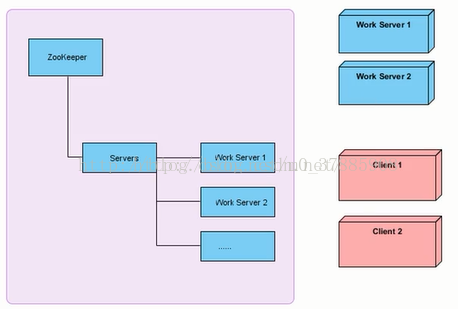 ZooKeeper
Servers
Work Server 1
Work Server 2
......
Work Server 1
Work Server 2
Client 1
Client 2